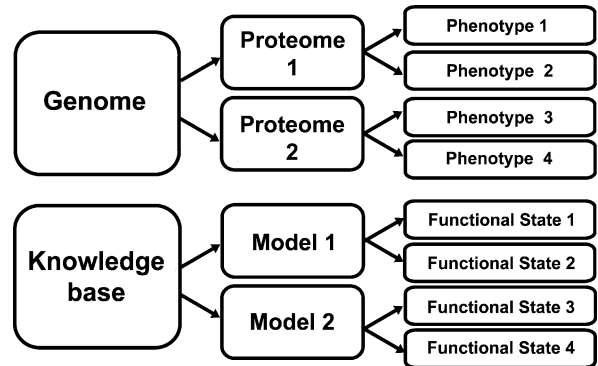 Genome
Proteome
1
Proteome
2
Phenotype 1
Phenotype 2
Phenotype 3
Phenotype 4
Knowledge
base
Model 1
Model 2
Functional State 1
Functional State 2
Functional State 3
Functional State 4